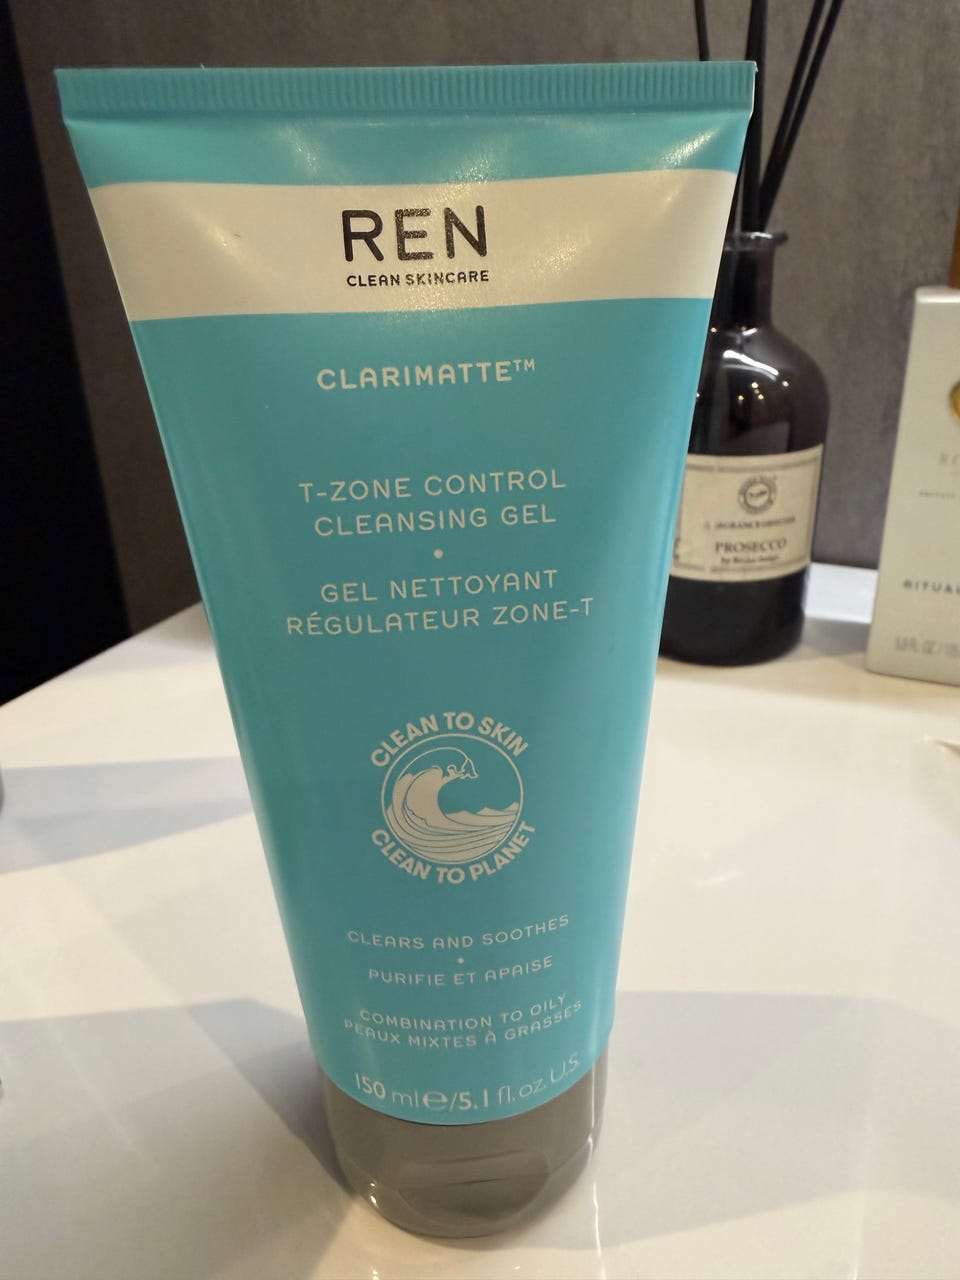 REN
CLEAN SKINCARE
CLARIMATTE™
T-ZONE CONTROL
CLEANSING GEL
•
GEL NETTOYANT
RÉGULATEUR ZONE-T
CLEAN TO SKIN
CLEAN TO PLANET
CLEARS AND SOOTHES
•
PURIFIE ET APAISE
COMBINATION TO OILY
PEAUX MIXTES À GRASSES
150 ml e/5.1 fl.oz. U.S.
PROSECCO
RITUAL